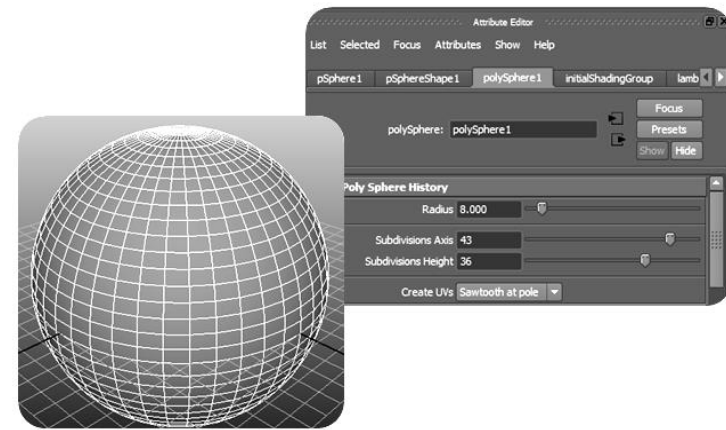 Attribute Editor
List Selected Focus Attributes Show Help
pSphere1 pSphereShape1 polySphere1 initialShadingGroup lamb
Focus
polySphere: polySphere1 Presets
Show Hide
Poly Sphere History
Radius 8.000
Subdivisions Axis 43
Subdivisions Height 36
Create UVs Sawtooth at pole